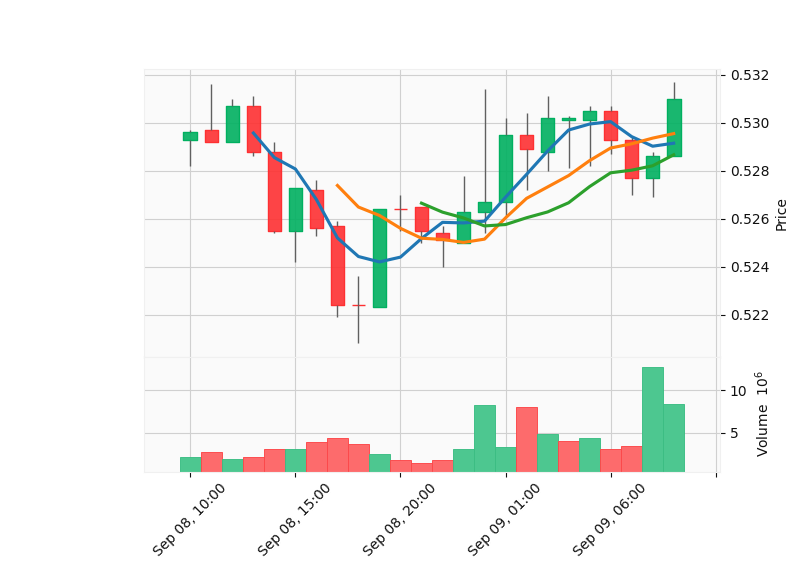 0.532
0.530
0.528
0.526
0.524
0.522
Price
10
5
Volume 10^6
Sep 08, 10:00
Sep 08, 15:00
Sep 08, 20:00
Sep 09, 01:00
Sep 09, 06:00